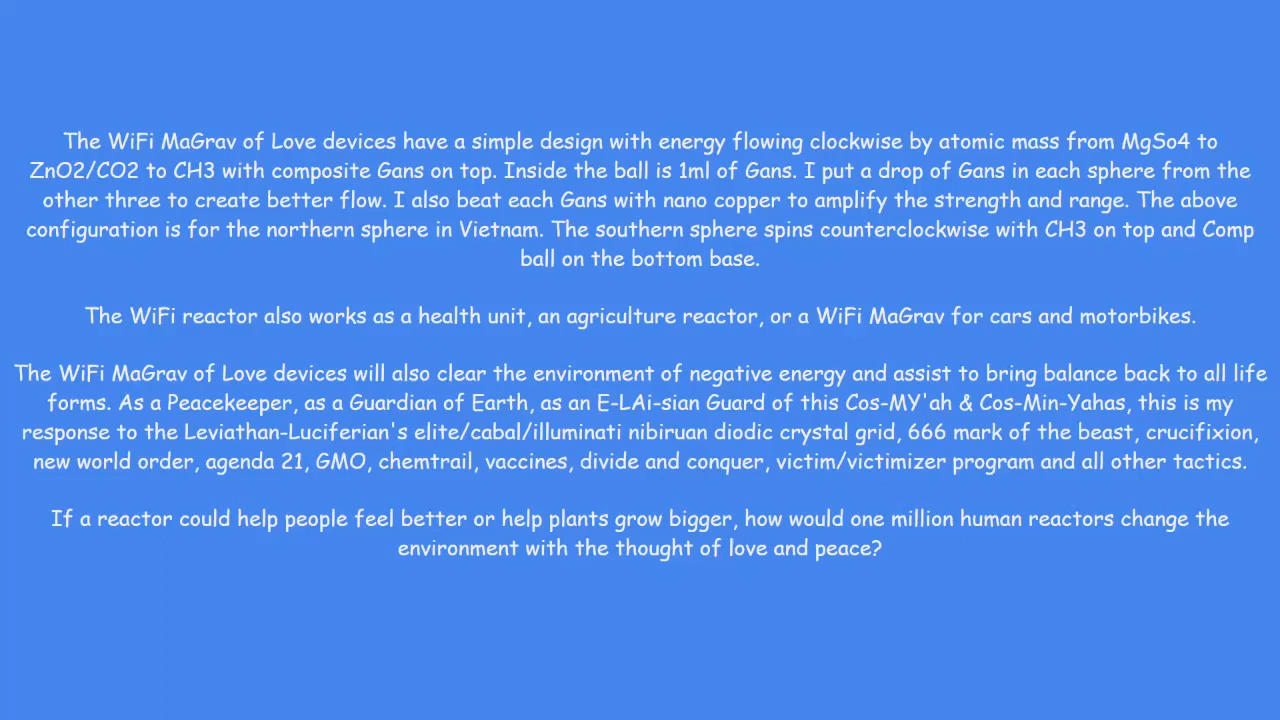 The WiFi MaGrav of Love devices have a simple design with energy flowing clockwise by atomic mass from MgSo4 to
ZnO2/CO2 to CH3 with composite Gans on top. Inside the ball is 1ml of Gans. I put a drop of Gans in each sphere from the
other three to create better flow. I also beat each Gans with nano copper to amplify the strength and range. The above
configuration is for the northern sphere in Vietnam. The southern sphere spins counterclockwise with CH3 on top and Comp
ball on the bottom base.
The WiFi reactor also works as a health unit, an agriculture reactor, or a WiFi MaGrav for cars and motorbikes.
The WiFi MaGrav of Love devices will also clear the environment of negative energy and assist to bring balance back to all life
forms. As a Peacekeeper, as a Guardian of Earth, as an E-LAi-sian Guard of this Cos-MY'ah & Cos-Min-Yahas, this is my
response to the Leviathan-Luciferian's elite/cabal/illuminati nibiruan diodic crystal grid, 666 mark of the beast, crucifixion,
new world order, agenda 21, GMO, chemtrail, vaccines, divide and conquer, victim/victimizer program and all other tactics.
If a reactor could help people feel better or help plants grow bigger, how would one million human reactors change the
environment with the thought of love and peace?